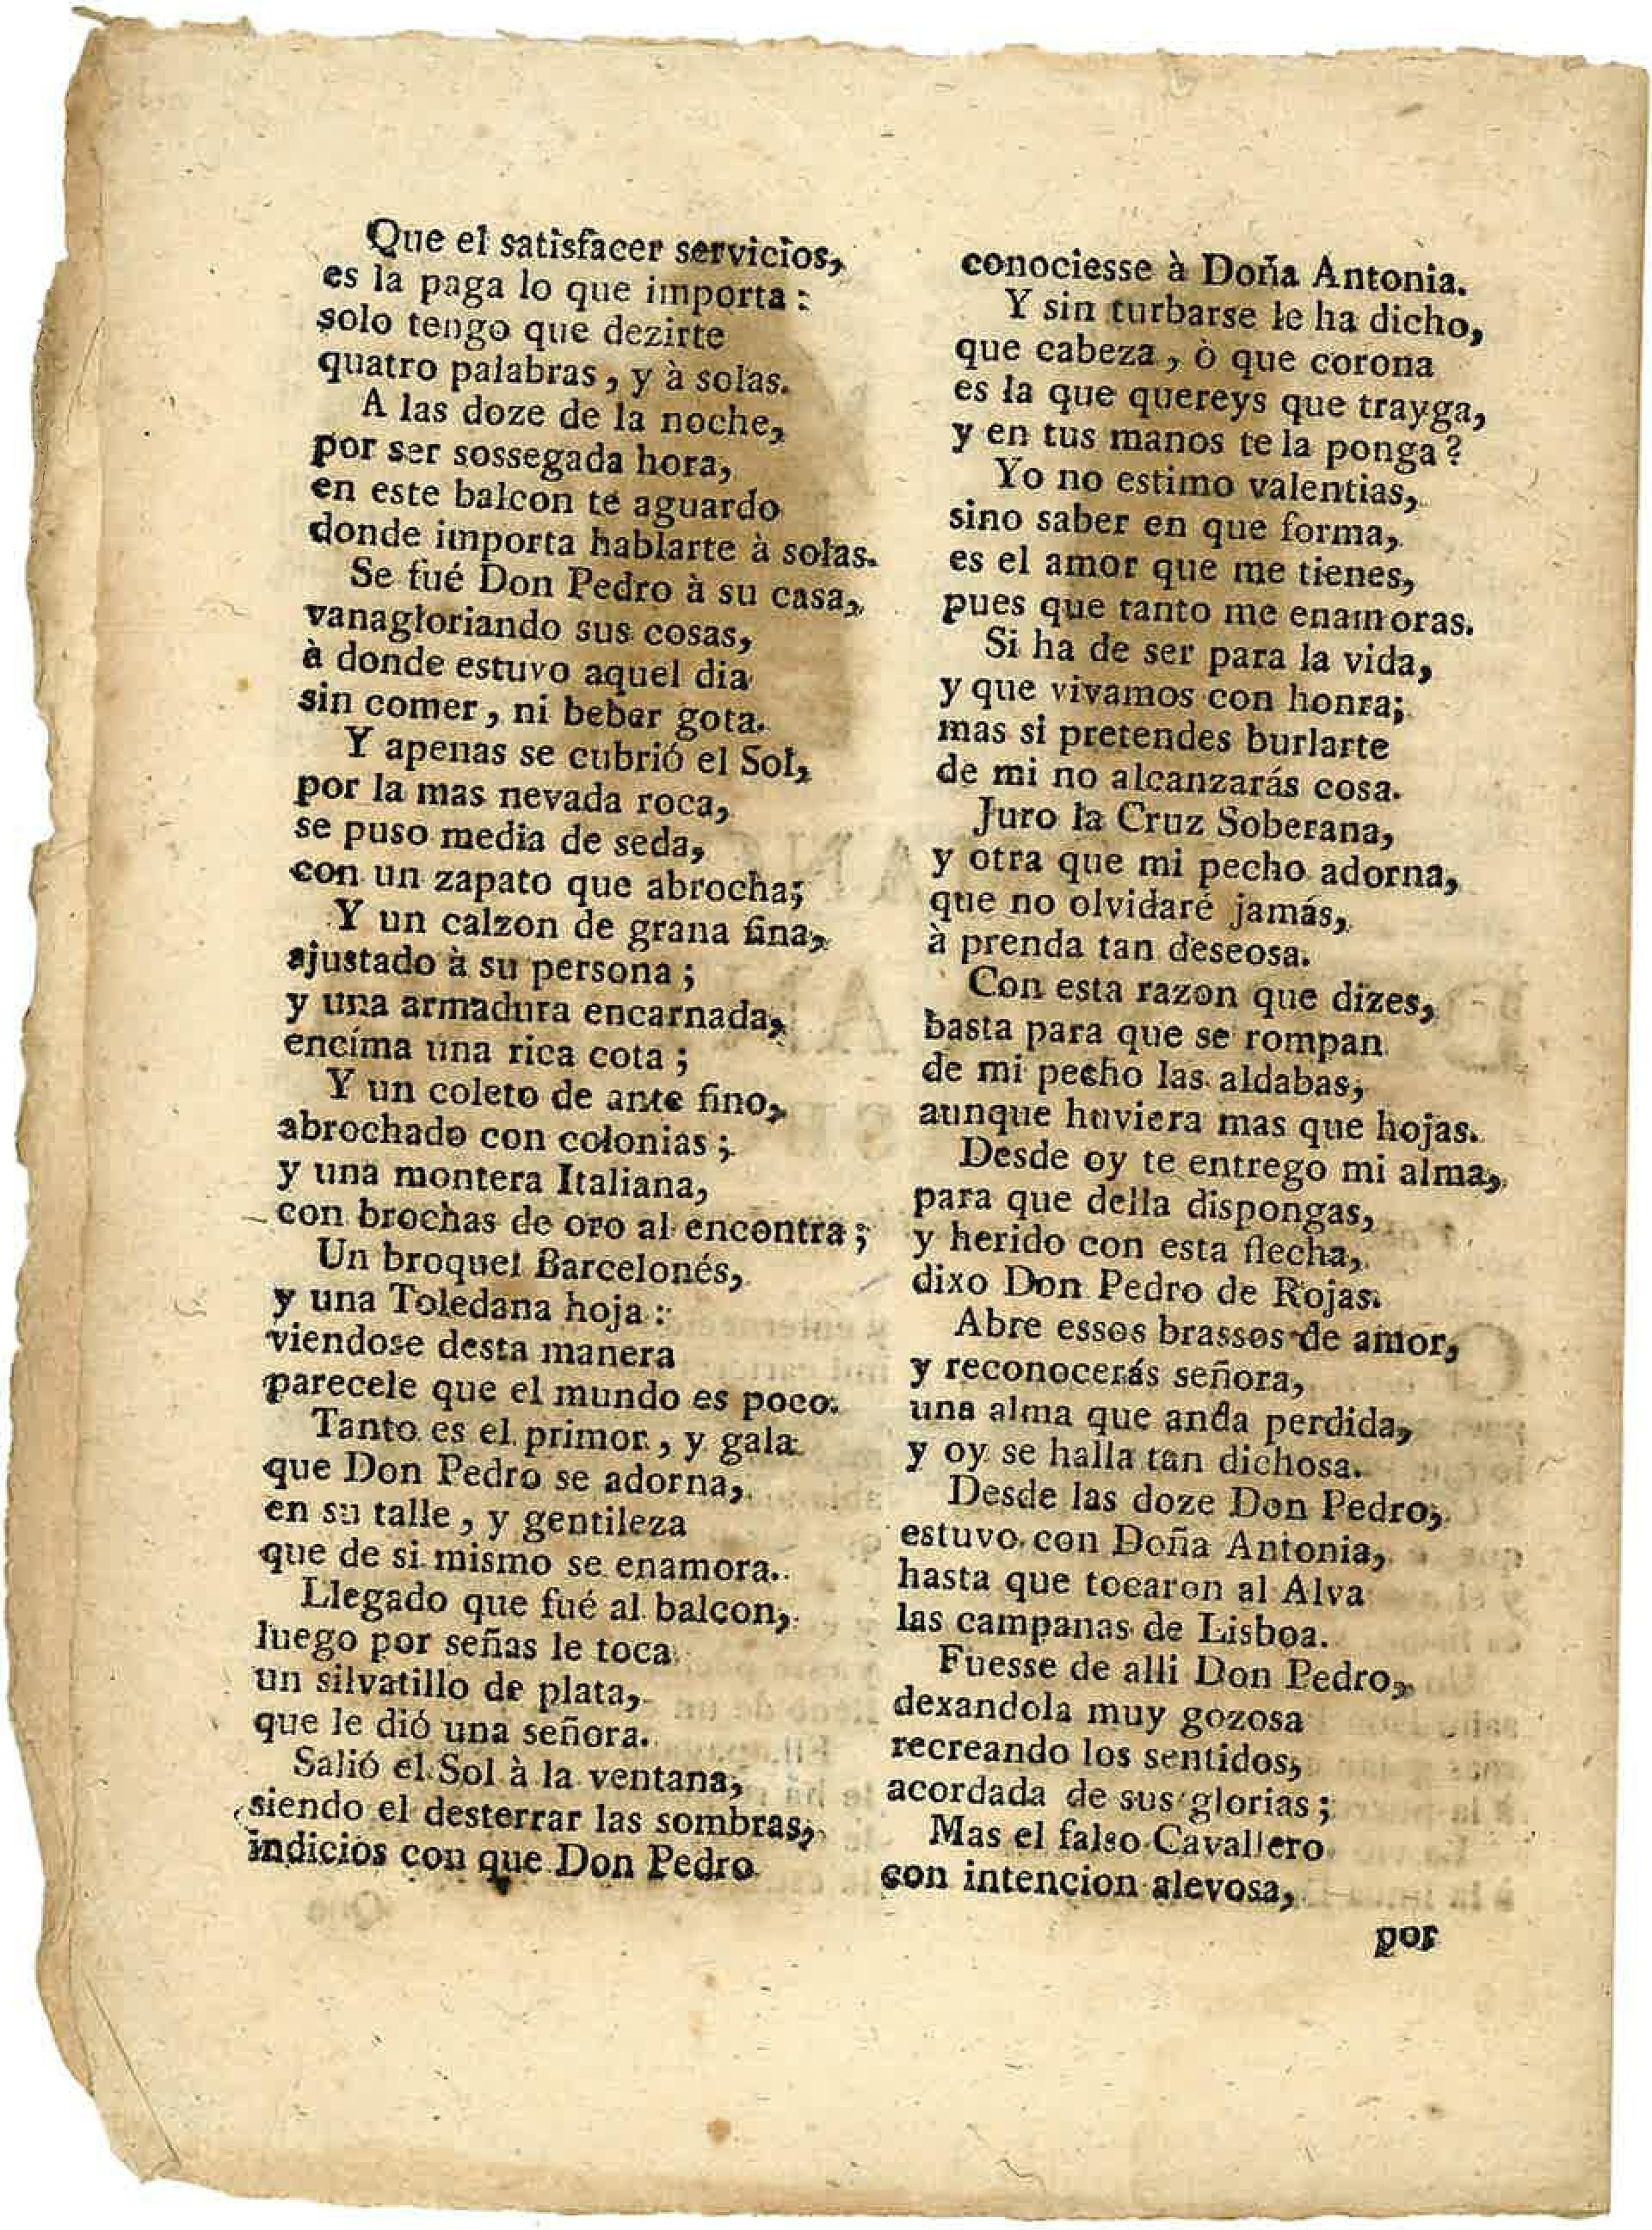 Que el satisfacer servicios,
es la paga lo que importa :
solo tengo que dezirte
quatro palabras, y à solas.
A las doze de la noche,
por ser sossegada hora,
en este balcon te aguardo
donde importa hablarte à solas.
Se fué Don Pedro à su casa,
vanagloriando sus cosas,
à donde estuvo aquel dia
sin comer, ni beber gota.
Y apenas se cubrió el Sol,
por la mas nevada roca,
se puso media de seda,
con un zapato que abrocha;
Y un calzon de grana fina,
ajustado à su persona ;
y una armadura encarnada,
encima una rica cota ;
Y un coleto de ante fino,
abrochado con colonias ;
y una montera Italiana,
con brochas de oro al encontra ;
Un broquel Barcelonés,
y una Toledana hoja :
viendose desta manera
parecele que el mundo es poco.
Tanto es el primor, y gala
que Don Pedro se adorna,
en su talle, y gentileza
que de si mismo se enamora.
Llegado que fué al balcon,
luego por señas le toca
un silvatillo de plata,
que le dió una señora.
Salió el Sol à la ventana,
siendo el desterrar las sombras,
indicios con que Don Pedro
conociesse à Doña Antonia.
Y sin turbarse le ha dicho,
que cabeza, ò que corona
es la que quereys que trayga,
y en tus manos te la ponga?
Yo no estimo valentias,
sino saber en que forma,
es el amor que me tienes,
pues que tanto me enamoras.
Si ha de ser para la vida,
y que vivamos con honra;
mas si pretendes burlarte
de mi no alcanzarás cosa.
Juro la Cruz Soberana,
y otra que mi pecho adorna,
que no olvidaré jamás,
à prenda tan deseosa.
Con esta razon que dizes,
basta para que se rompan
de mi pecho las aldabas,
aunque huviera mas que hojas.
Desde oy te entrego mi alma,
para que della dispongas,
y herido con esta flecha,
dixo Don Pedro de Rojas.
Abre essos brassos de amor,
y reconocerás señora,
una alma que anda perdida,
y oy se halla tan dichosa.
Desde las doze Don Pedro,
estuvo con Doña Antonia,
hasta que tocaron al Alva
las campanas de Lisboa.
Fuesse de alli Don Pedro,
dexandola muy gozosa
recreando los sentidos,
acordada de sus glorias ;
Mas el falso Cavallero
con intencion alevosa,
por